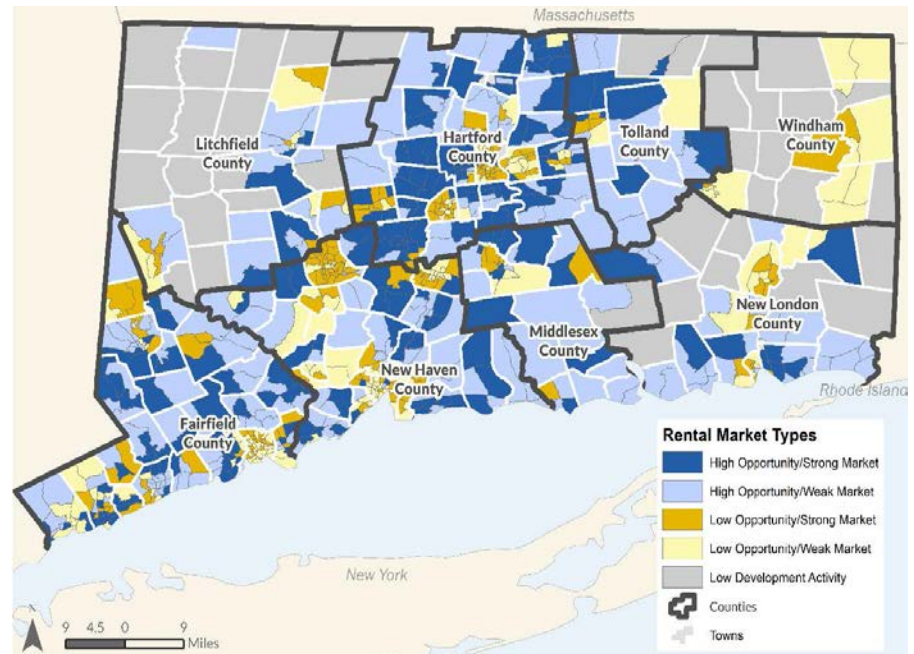 Massachusetts
Litchfield
County
Hartford
County
Tolland
County
Windham
County
New London
County
Middlesex
County
New Haven
County
Fairfield
County
Rhode Island
New York
Rental Market Types
High Opportunity/Strong Market
High Opportunity/Weak Market
Low Opportunity/Strong Market
Low Opportunity/Weak Market
Low Development Activity
Counties
Towns
N
9 4.5 0 9
Miles